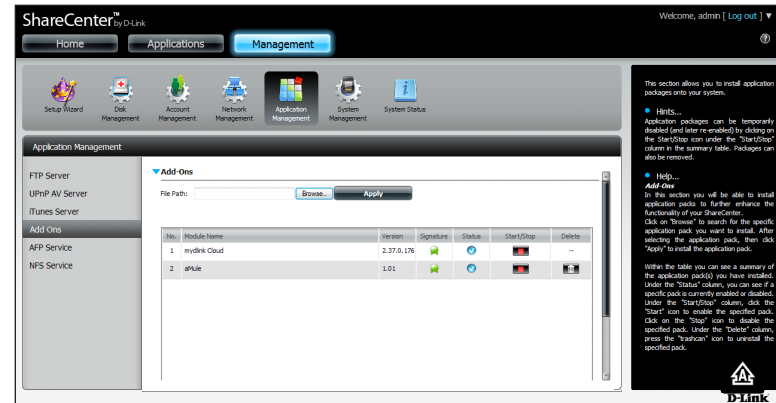 ShareCenter™ by D-Link
Welcome, admin [ Log out ] ▼
Home
Applications
Management
Setup Wizard
Disk Management
Account Management
Network Management
Application Management
System Management
System Status
Application Management
FTP Server
UPnP AV Server
iTunes Server
Add Ons
AFP Service
NFS Service
Add-Ons
File Path:
Browse...
Apply
No. Module Name Version Signature Status Start/Stop Delete
1 mydlink Cloud 2.37.0.176 --
2 aMule 1.01
This section allows you to install application
packages onto your system.
Hints...
Application packages can be temporarily
disabled (and later re-enabled) by clicking on
the Start/Stop icon under the "Start/Stop"
column in the summary table. Packages can
also be removed.
Help...
Add-Ons
In this section you will be able to install
application packs to further enhance the
functionality of your ShareCenter.
Click on "Browse" to search for the specific
application pack you want to install. After
selecting the application pack, then click
"Apply" to install the application pack.
Within the table you can see a summary of
the application pack(s) you have installed.
Under the "Status" column, you can see if a
specific pack is currently enabled or disabled.
Under the "Start/Stop" column, click the
"Start" icon to enable the specified pack.
Click on the "Stop" icon to disable the
specified pack. Under the "Delete" column,
press the "trashcan" icon to uninstall the
specified pack.
D-Link